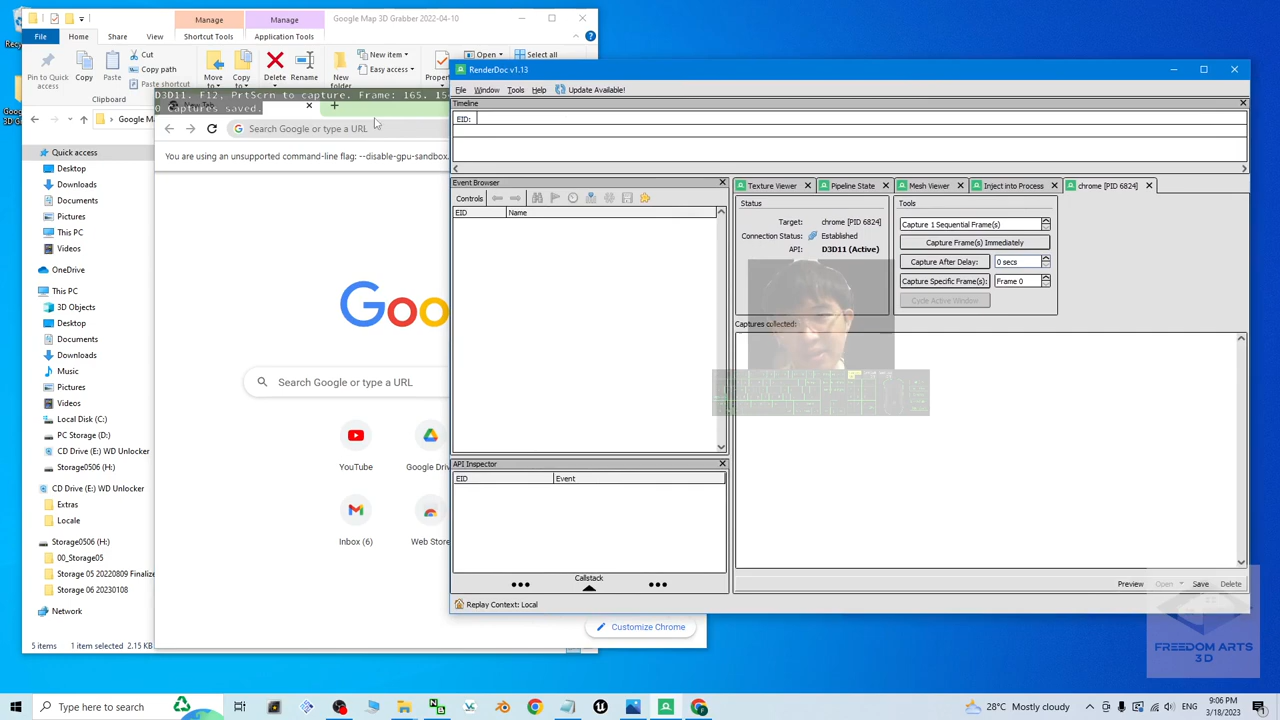 Manage
Manage
Google Map 3D Grabber 2022-04-10
File
Home
Share
View
Shortcut Tools
Application Tools
Pin to Quick access
Copy
Paste
Cut
Copy path
Paste shortcut
Move to
Copy to
Delete
Rename
New folder
New item
Easy access
Properties
Open
Select all
Clipboard
D3D11. F12, PrtScrn to capture. Frame: 165.
0 Captures saved.
Google Ma
Search Google or type a URL
You are using an unsupported command-line flag: --disable-gpu-sandbox.
Quick access
Desktop
Downloads
Documents
Pictures
This PC
Videos
OneDrive
This PC
3D Objects
Desktop
Documents
Downloads
Music
Pictures
Videos
Local Disk (C:)
PC Storage (D:)
CD Drive (E:) WD Unlocker
Storage0506 (H:)
CD Drive (E:) WD Unlocker
Extras
Locale
Storage0506 (H:)
00_Storage05
Storage 05 20220809 Finalize
Storage 06 20230108
Network
5 items
1 item selected 2.15 KB
Goo
Search Google or type a URL
YouTube
Google Driv
Inbox (6)
Web Store
Customize Chrome
RenderDoc v1.13
File
Window
Tools
Help
Update Available!
Timeline
EID:
Event Browser
Controls
EID
Name
API Inspector
EID
Event
Callstack
Replay Context: Local
Texture Viewer
Pipeline State
Mesh Viewer
Inject into Process
chrome [PID 6824]
Status
Target:
chrome [PID 6824]
Connection Status:
Established
API:
D3D11 (Active)
Tools
Capture 1 Sequential Frame(s)
Capture Frame(s) Immediately
Capture After Delay:
0 secs
Capture Specific Frame(s):
Frame 0
Cycle Active Window
Captures collected:
Preview
Open
Save
Delete
FREEDOM ARTS
3D
Type here to search
28°C Mostly cloudy
ENG
9:06 PM
3/18/2023